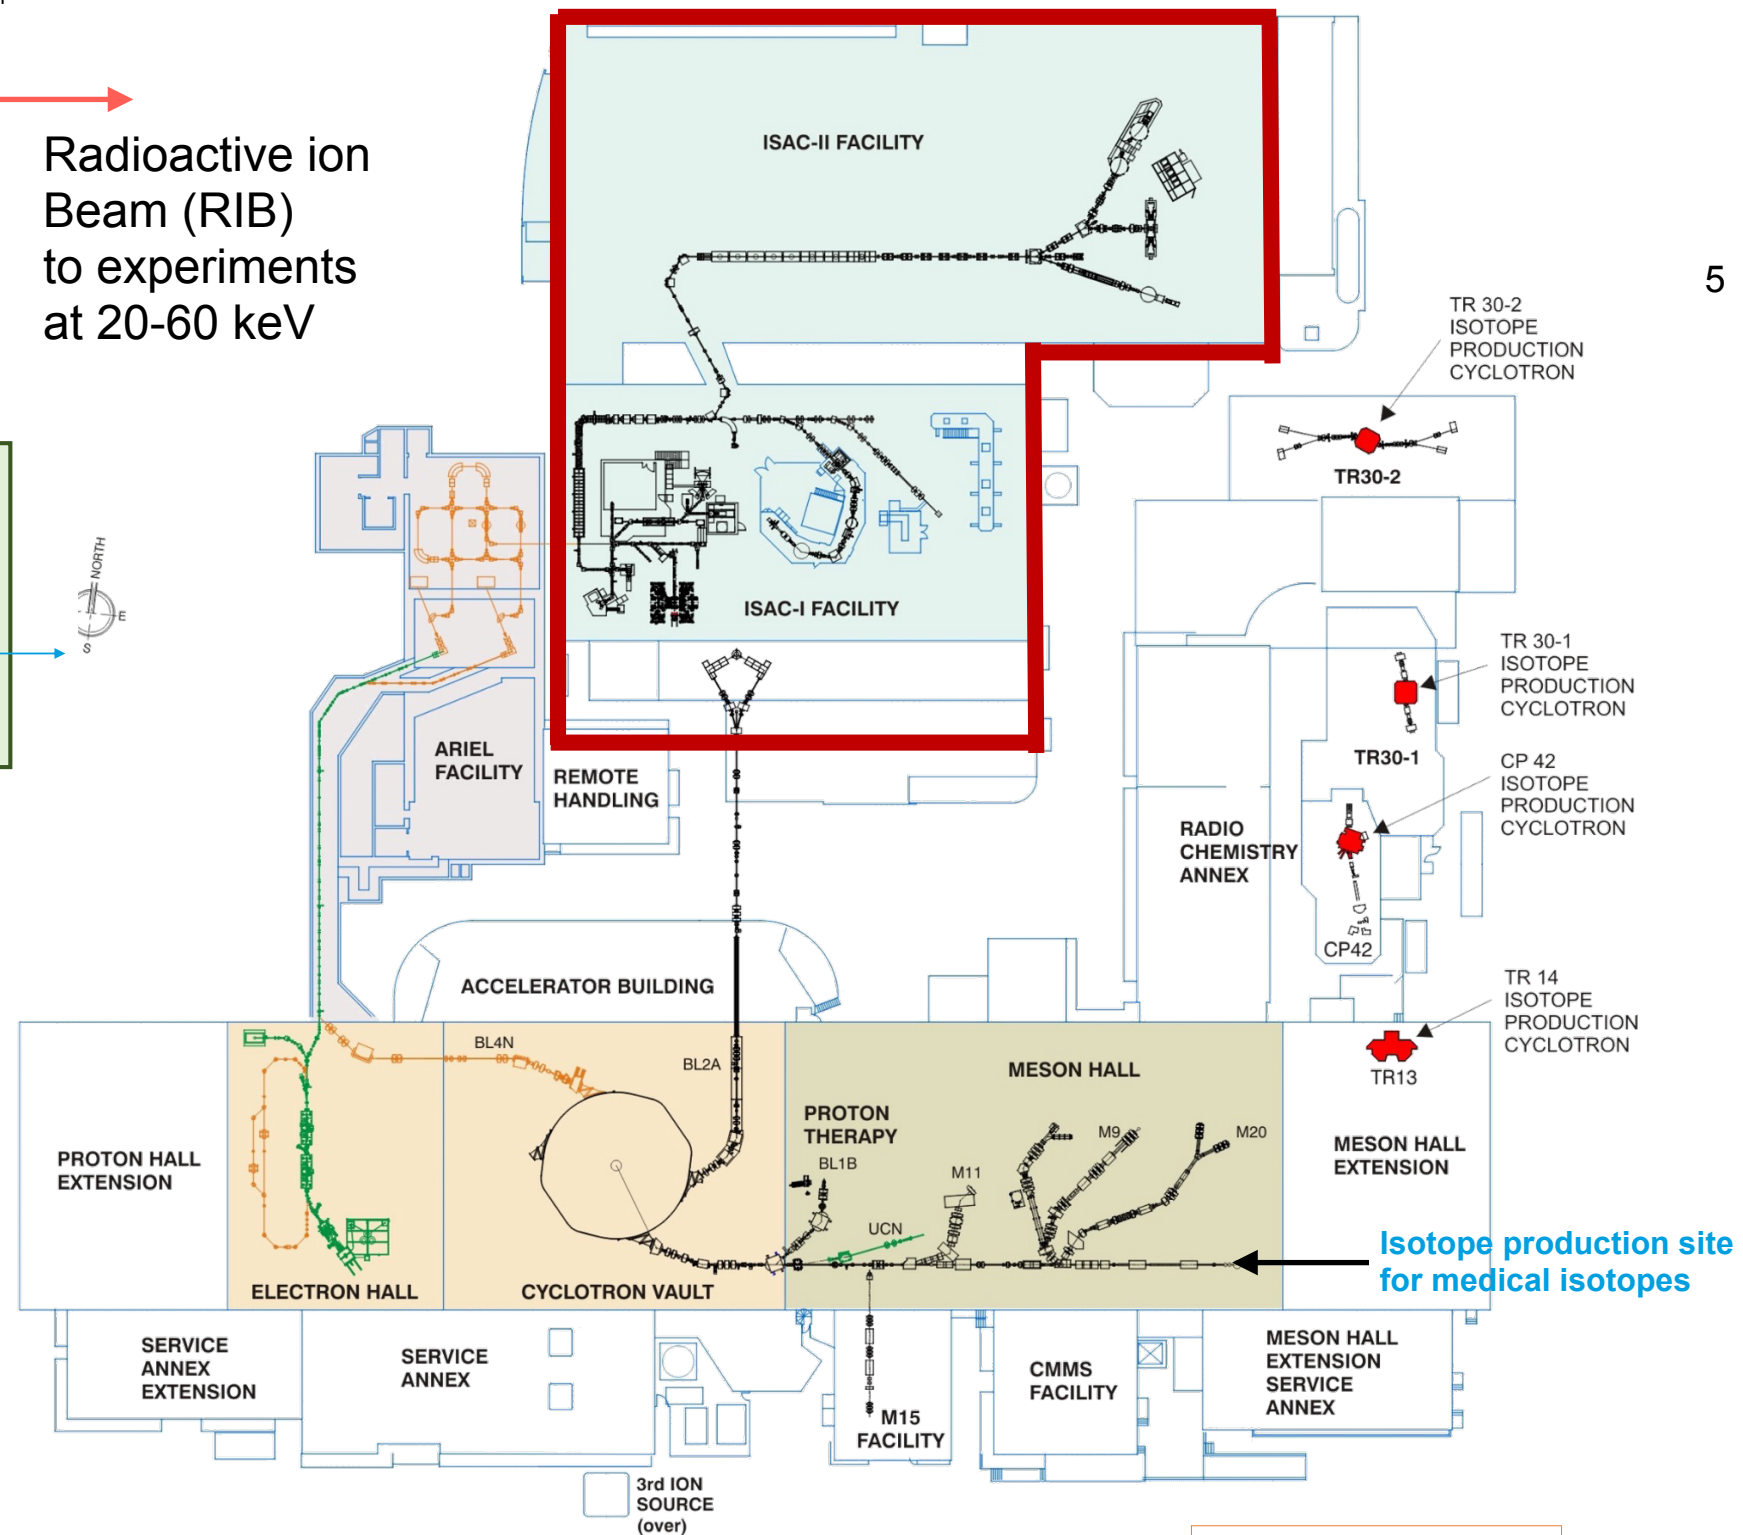 Radioactive ion
Beam (RIB)
to experiments
at 20-60 keV
5
ISAC-II FACILITY
TR 30-2
ISOTOPE
PRODUCTION
CYCLOTRON
TR30-2
NORTH
E
S
ISAC-I FACILITY
TR 30-1
ISOTOPE
PRODUCTION
CYCLOTRON
TR30-1
ARIEL
FACILITY
REMOTE
HANDLING
CP 42
ISOTOPE
PRODUCTION
CYCLOTRON
RADIO
CHEMISTRY
ANNEX
CP42
ACCELERATOR BUILDING
TR 14
ISOTOPE
PRODUCTION
CYCLOTRON
TR13
BL4N
BL2A
MESON HALL
PROTON
THERAPY
BL1B
M9
M20
M11
UCN
PROTON HALL
EXTENSION
MESON HALL
EXTENSION
Isotope production site
for medical isotopes
ELECTRON HALL
CYCLOTRON VAULT
SERVICE
ANNEX
EXTENSION
SERVICE
ANNEX
M15
FACILITY
CMMS
FACILITY
MESON HALL
EXTENSION
SERVICE
ANNEX
3rd ION
SOURCE
(over)